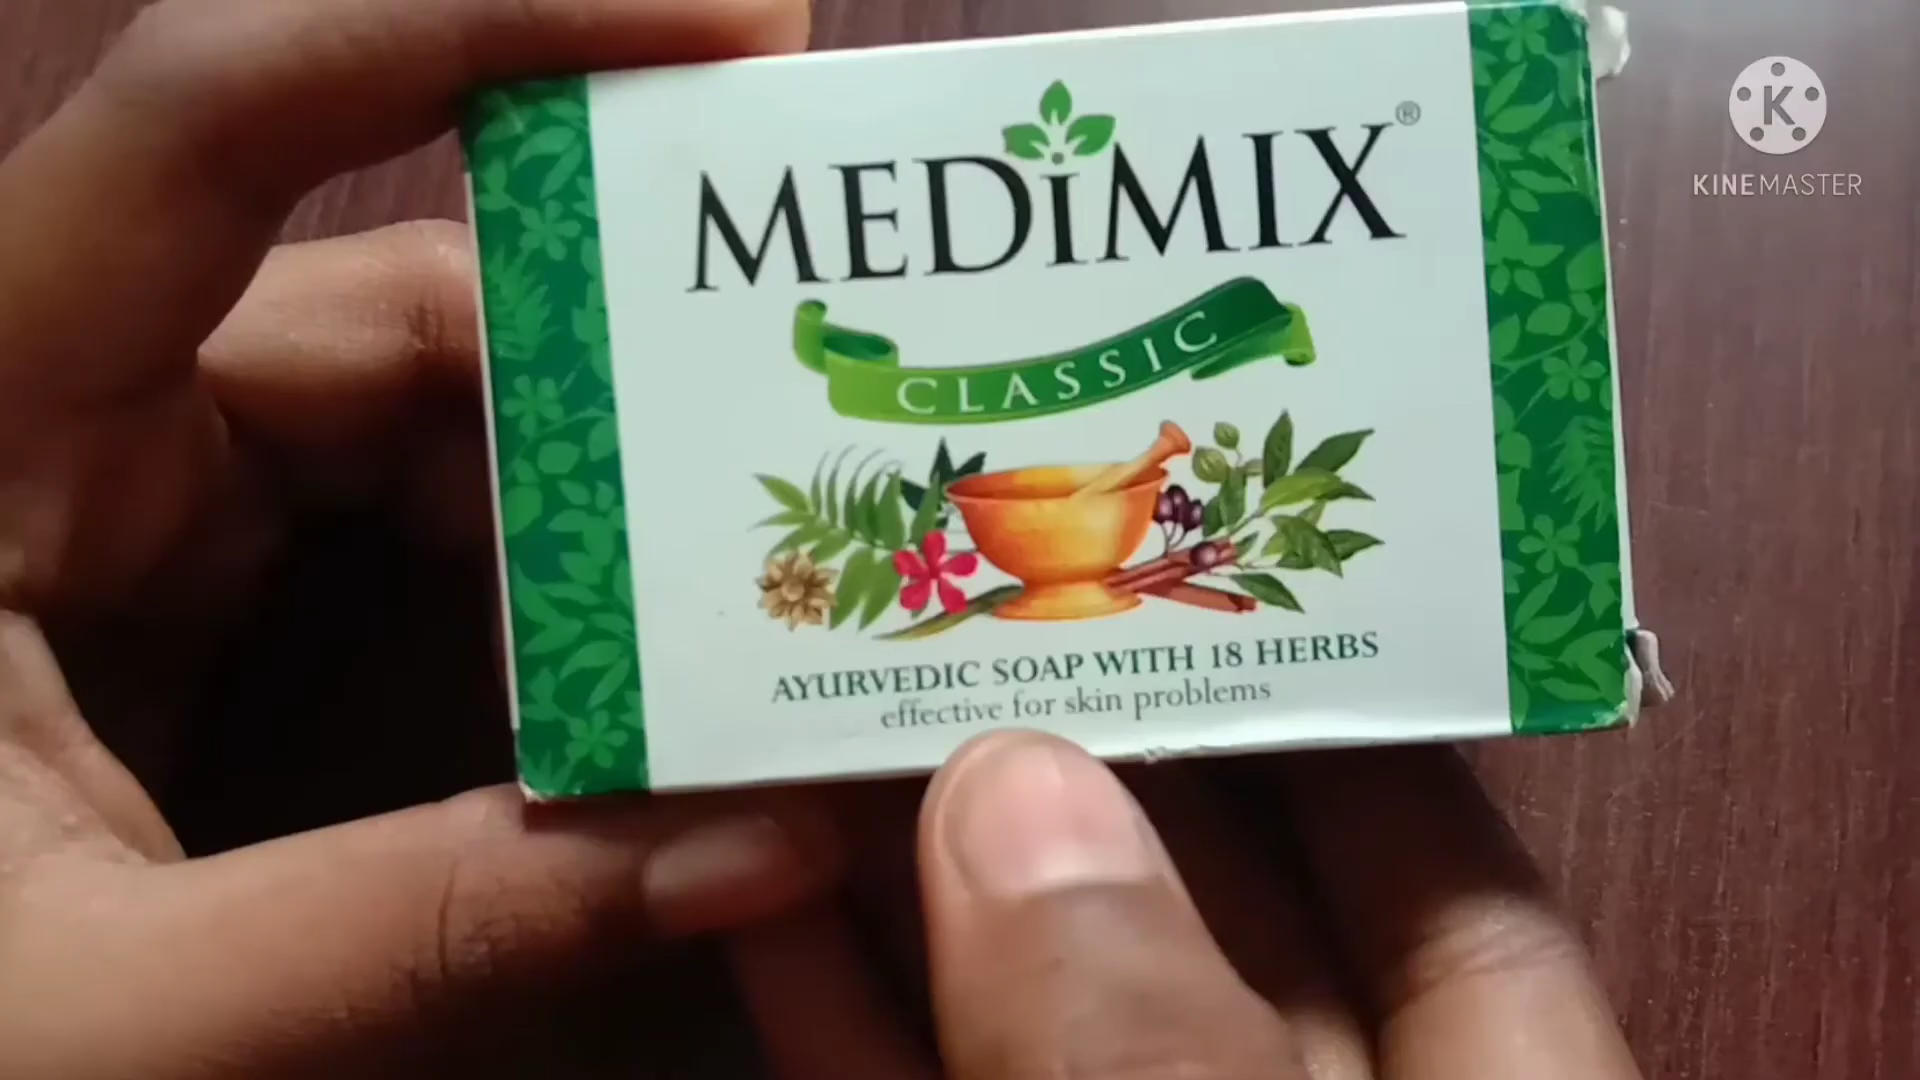 MEDiMIX®
CLASSIC
AYURVEDIC SOAP WITH 18 HERBS
effective for skin problems
K
KINEMASTER